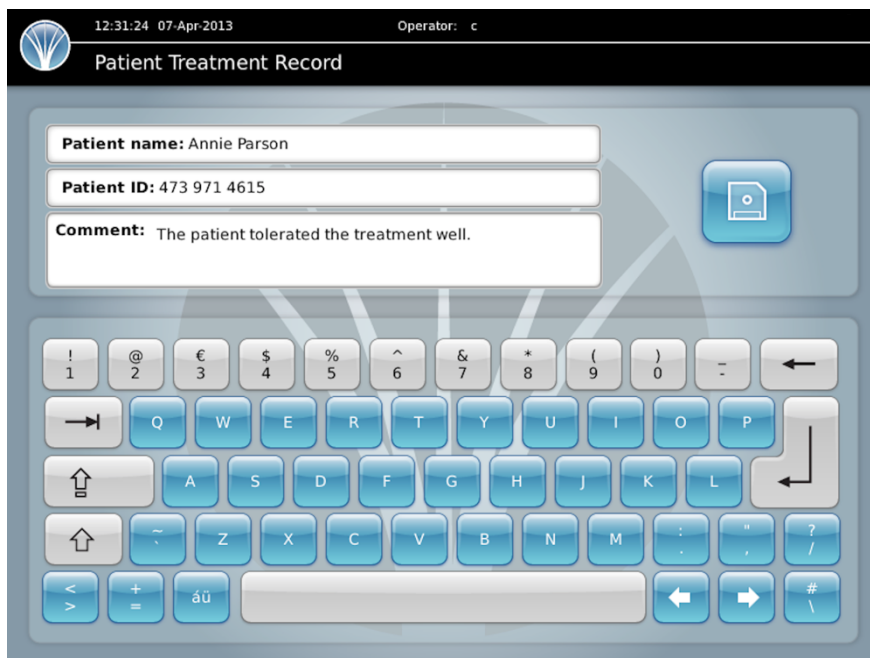 12:31:24 07-Apr-2013 Operator: c
Patient Treatment Record
Patient name: Annie Parson
Patient ID: 473 971 4615
Comment: The patient tolerated the treatment well.
! @ € $ % ^ & * ( ) _
1 2 3 4 5 6 7 8 9 0 -
Q W E R T Y U I O P
A S D F G H J K L
~ : " ?
` Z X C V B N M . , /
< + áü #
> = \